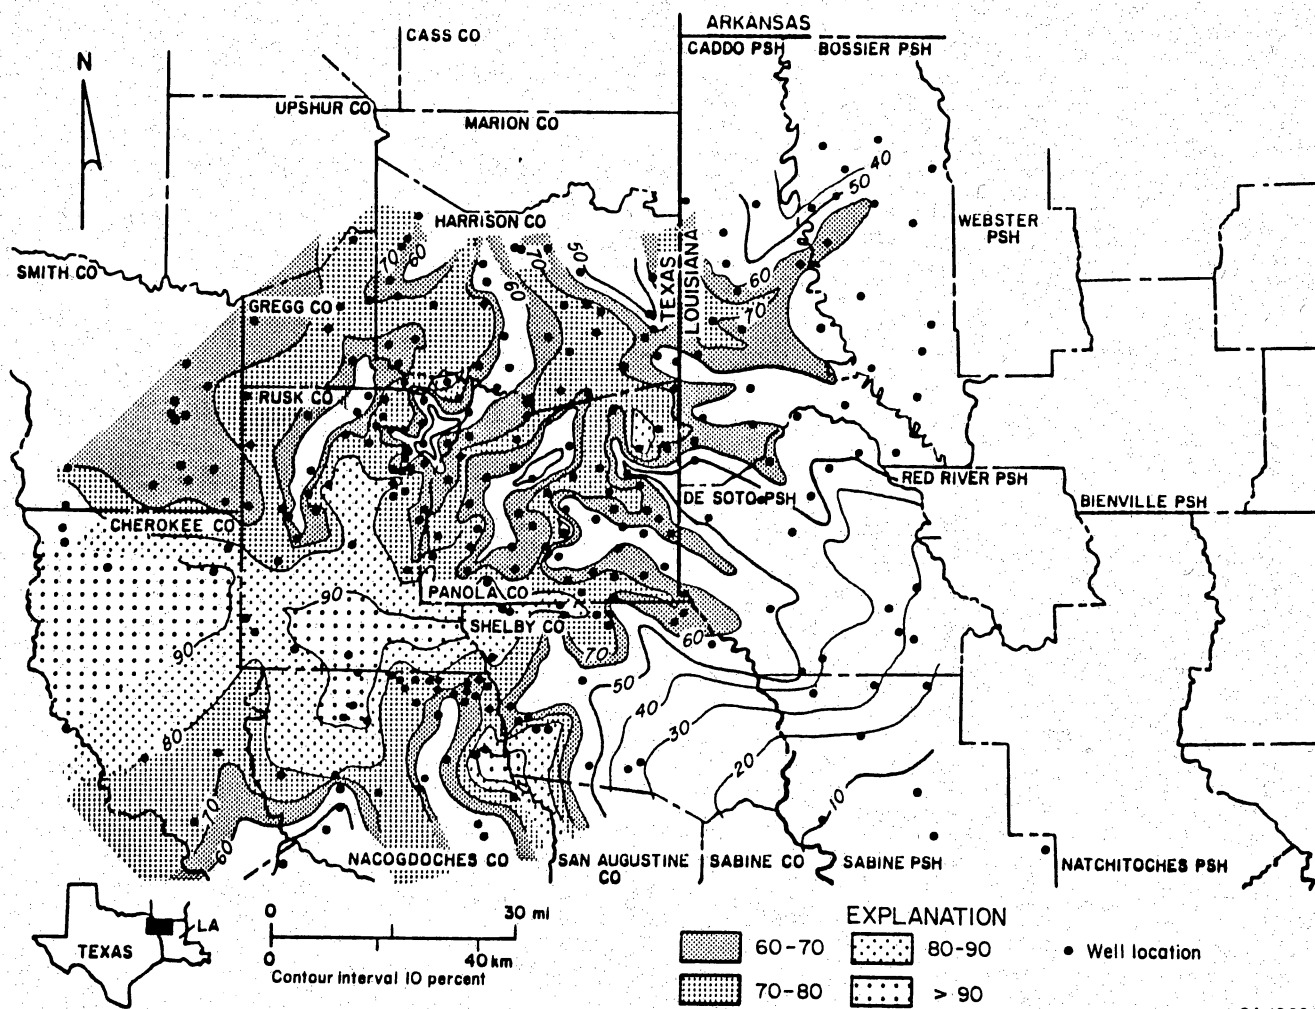 ARKANSAS
CASS CO
CADDO PSH
BOSSIER PSH
N
UPSHUR CO
MARION CO
40
50
HARRISON CO
WEBSTER
PSH
SMITH CO
70
60
70
50
60
TEXAS
LOUISIANA
60
70
GREGG CO
RUSK CO
DE SOTO PSH
RED RIVER PSH
BIENVILLE PSH
CHEROKEE CO
90
PANOLA CO
SHELBY CO
60
90
70
50
40
30
80
20
10
70
60
NACOGDOCHES CO
SAN AUGUSTINE
CO
SABINE CO
SABINE PSH
NATCHITOCHES PSH
TEXAS
LA
0
30 mi
0
40 km
Contour interval 10 percent
EXPLANATION
60-70
80-90
Well location
70-80
> 90